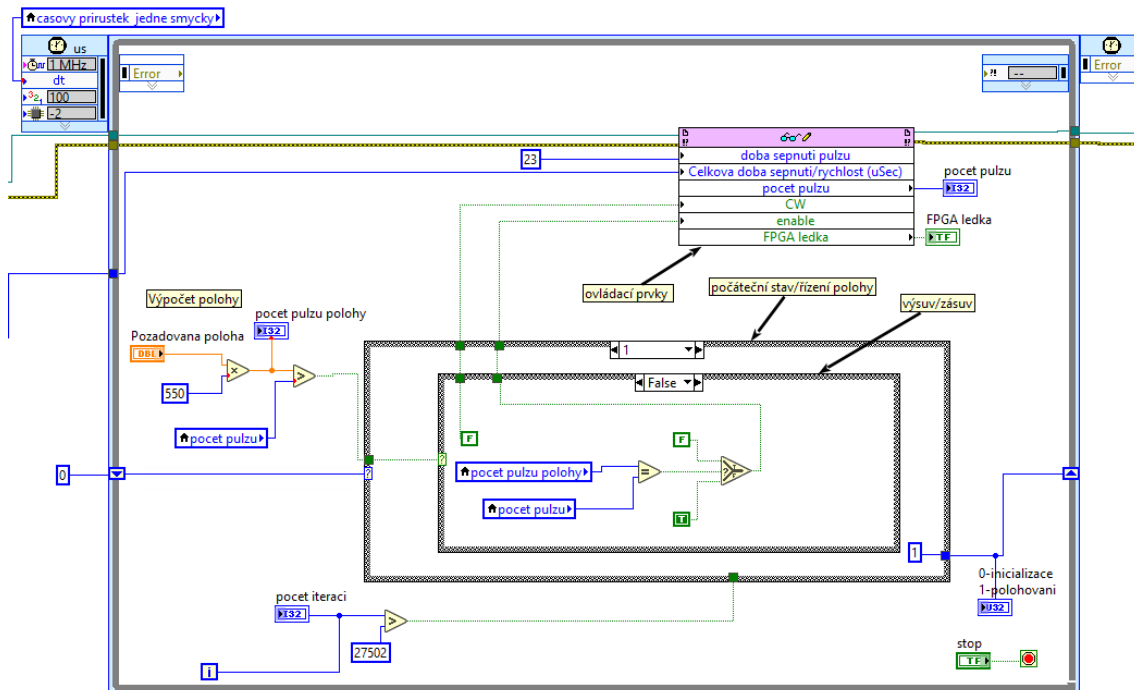 casovy prirustek  jedne smycky
us
1 MHz
dt
100
-2
Error
?! --
Error
23
doba sepnuti pulzu
Celkova doba sepnuti/rychlost (uSec)
pocet pulzu
CW
enable
FPGA ledka
pocet pulzu
I32
FPGA ledka
TF
ovládací prvky
počáteční stav/řízení polohy
výsuv/zásuv
Výpočet polohy
pocet pulzu polohy
I32
Pozadovana poloha
DBL
×
>
550
pocet pulzu
0
?
1
False
?
F
F
pocet pulzu polohy
=
?
pocet pulzu
T
1
0-inicializace
1-polohovani
U32
pocet iteraci
I32
>
27502
i
stop
TF